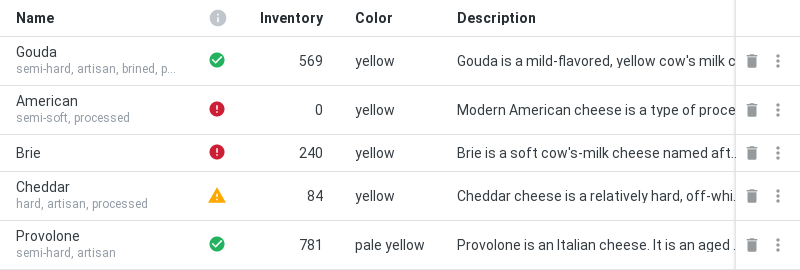 Name Inventory Color Description
Gouda 569 yellow Gouda is a mild-flavored, yellow cow's milk c
semi-hard, artisan, brined, p...
American 0 yellow Modern American cheese is a type of proce
semi-soft, processed
Brie 240 yellow Brie is a soft cow's-milk cheese named aft..
Cheddar 84 yellow Cheddar cheese is a relatively hard, off-whi..
hard, artisan, processed
Provolone 781 pale yellow Provolone is an Italian cheese. It is an aged .
semi-hard, artisan